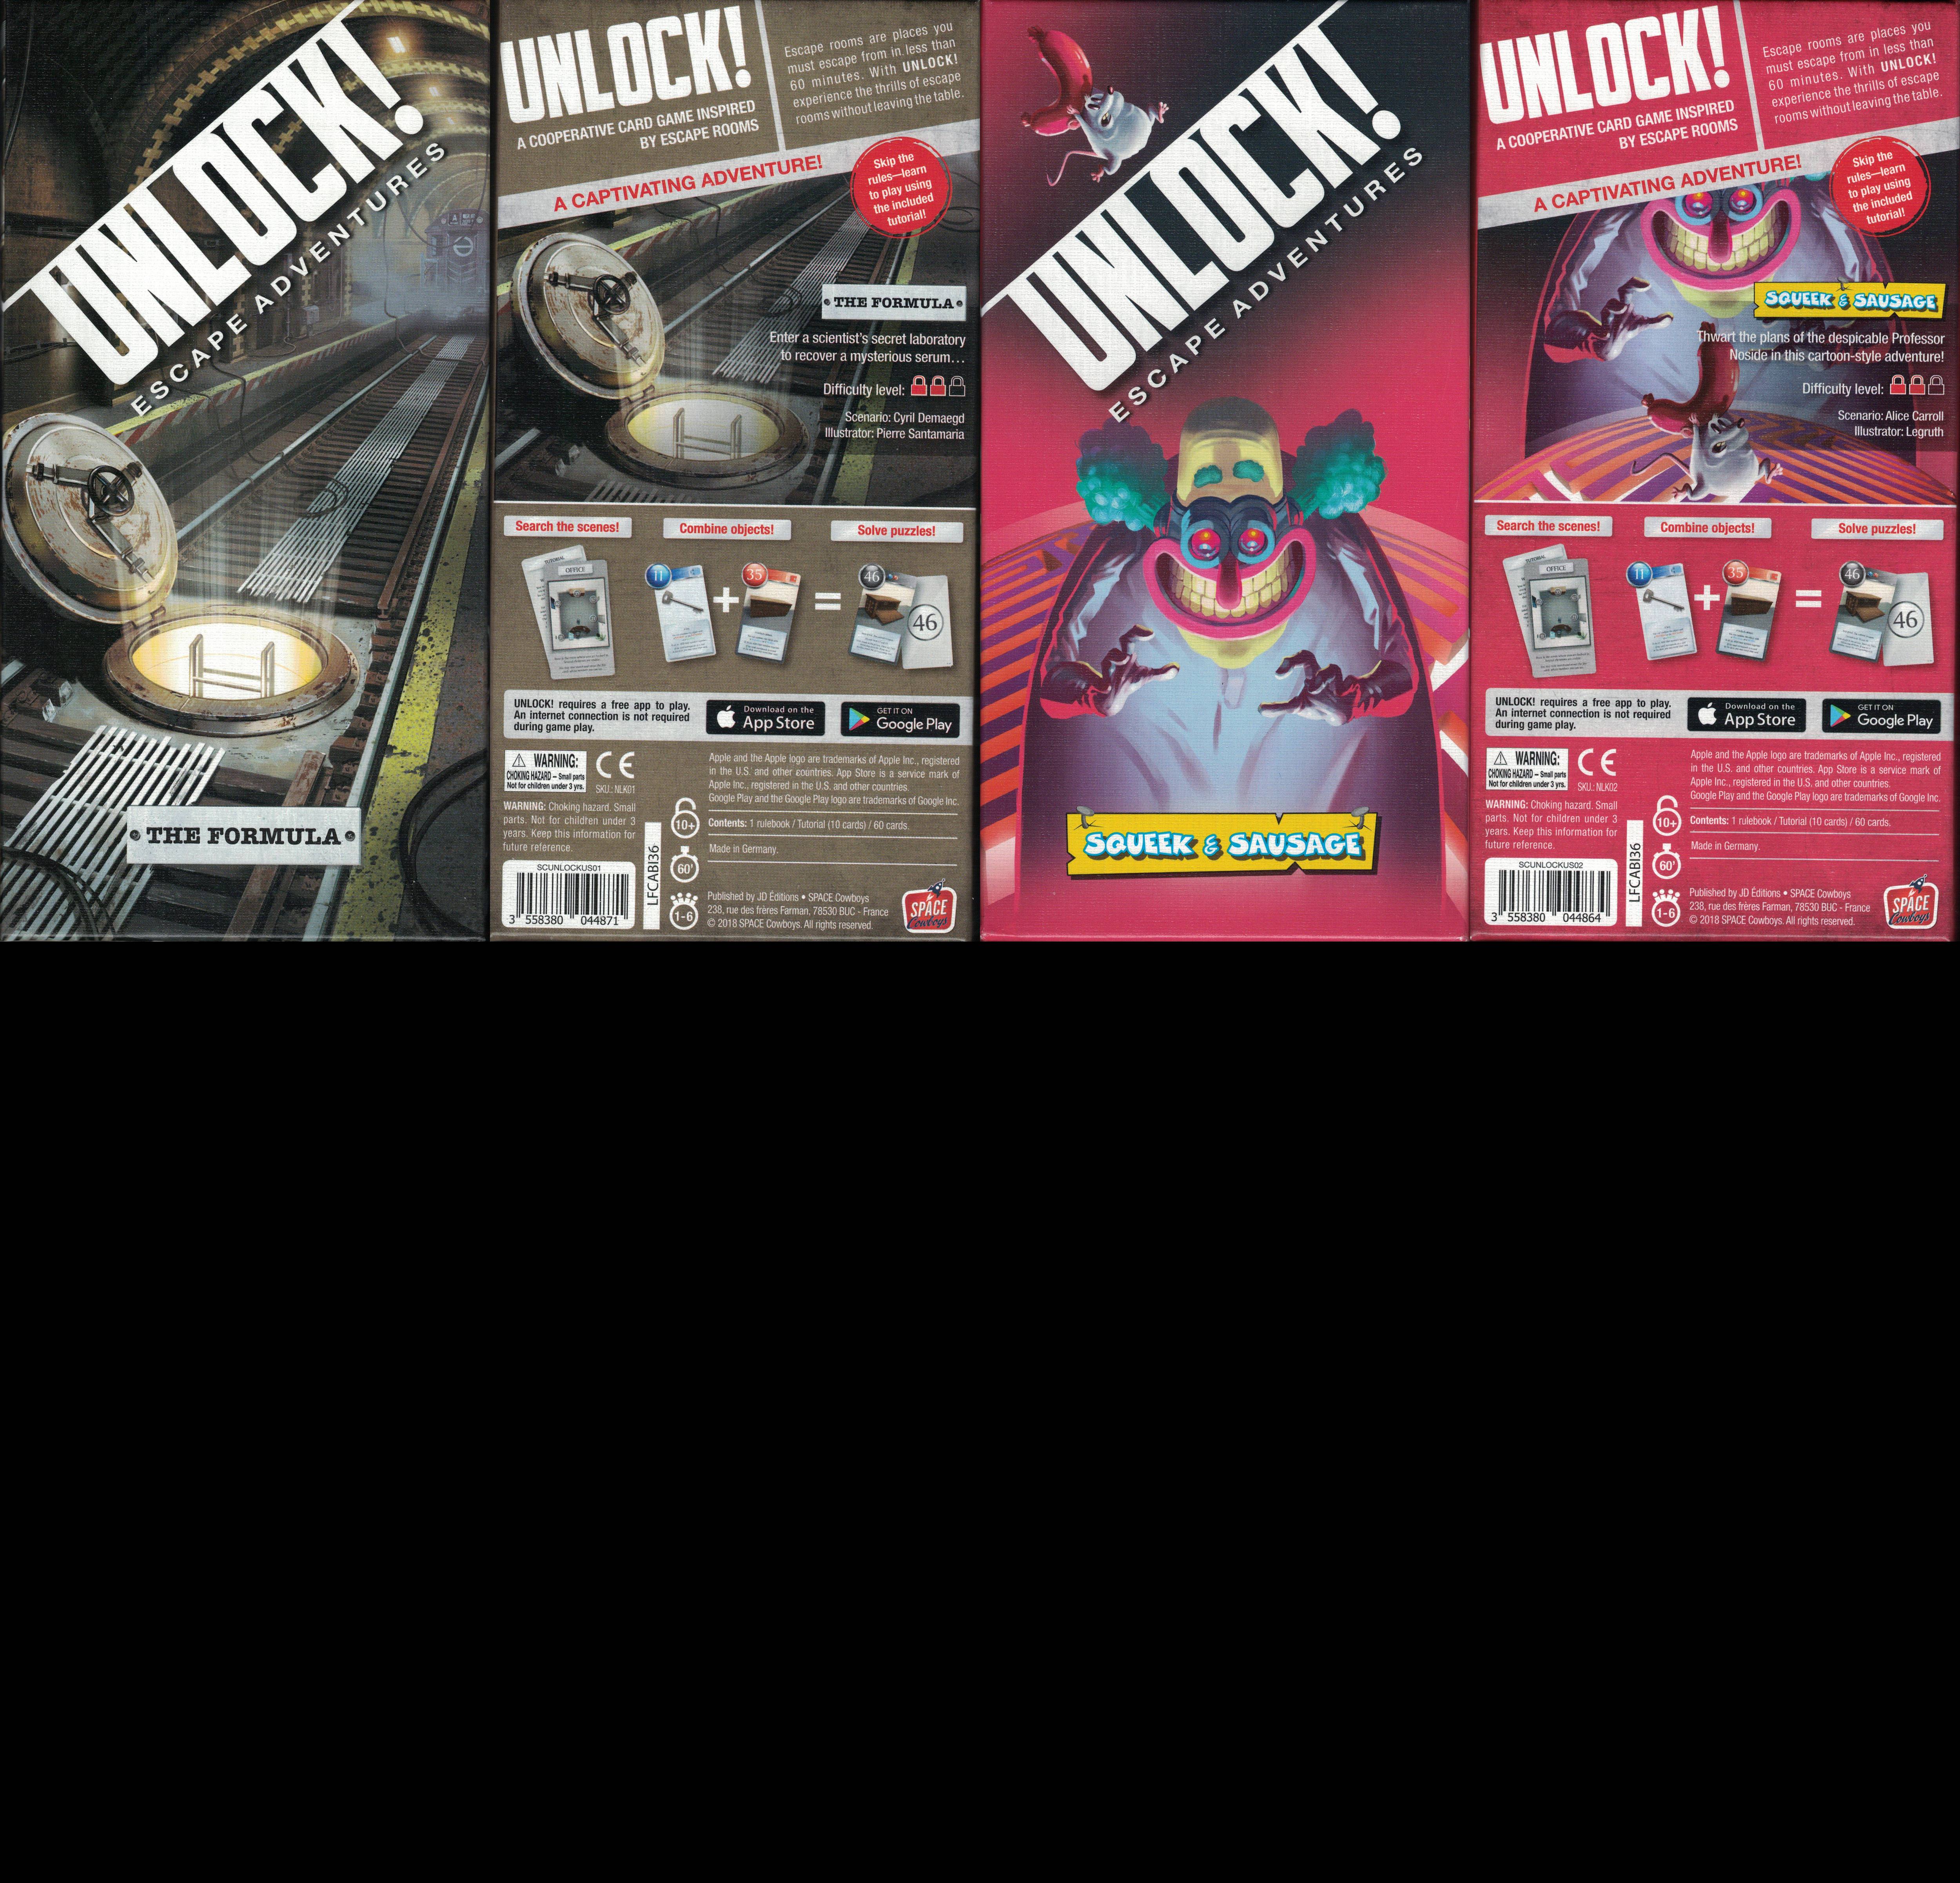 UNLOCK!
ESCAPE ADVENTURES
THE FORMULA
UNLOCK!
A COOPERATIVE CARD GAME INSPIRED
BY ESCAPE ROOMS
Escape rooms are places you
must escape from in less than
60 minutes. With UNLOCK!
experience the thrills of escape
rooms without leaving the table.
A CAPTIVATING ADVENTURE!
Skip the
rules—learn
to play using
the included
tutorial!
THE FORMULA
Enter a scientist's secret laboratory
to recover a mysterious serum...
Difficulty level:
Scenario: Cyril Demaegd
Illustrator: Pierre Santamaria
Search the scenes!
Combine objects!
Solve puzzles!
TUTORIAL
OFFICE
11
+
35
=
46
46
UNLOCK! requires a free app to play.
An internet connection is not required
during game play.
Download on the
App Store
GET IT ON
Google Play
WARNING:
CHOKING HAZARD – Small parts
Not for children under 3 yrs.
CE
SKU: NLK01
WARNING: Choking hazard. Small
parts. Not for children under 3
years. Keep this information for
future reference.
SCUNLOCKUS01
3 558380 044871
LFCABI36
10+
60'
1-6
Apple and the Apple logo are trademarks of Apple Inc., registered
in the U.S. and other countries. App Store is a service mark of
Apple Inc., registered in the U.S. and other countries.
Google Play and the Google Play logo are trademarks of Google Inc.
Contents: 1 rulebook / Tutorial (10 cards) / 60 cards.
Made in Germany.
Published by JD Éditions • SPACE Cowboys
238, rue des frères Farman, 78530 BUC - France
© 2018 SPACE Cowboys. All rights reserved.
SPACE
Cowboys
UNLOCK!
ESCAPE ADVENTURES
SQUEEK & SAUSAGE
UNLOCK!
A COOPERATIVE CARD GAME INSPIRED
BY ESCAPE ROOMS
Escape rooms are places you
must escape from in less than
60 minutes. With UNLOCK!
experience the thrills of escape
rooms without leaving the table.
A CAPTIVATING ADVENTURE!
Skip the
rules—learn
to play using
the included
tutorial!
SQUEEK & SAUSAGE
Thwart the plans of the despicable Professor
Noside in this cartoon-style adventure!
Difficulty level:
Scenario: Alice Carroll
Illustrator: Legruth
Search the scenes!
Combine objects!
Solve puzzles!
TUTORIAL
OFFICE
11
+
35
=
46
46
UNLOCK! requires a free app to play.
An internet connection is not required
during game play.
Download on the
App Store
GET IT ON
Google Play
WARNING:
CHOKING HAZARD – Small parts
Not for children under 3 yrs.
CE
SKU: NLK02
WARNING: Choking hazard. Small
parts. Not for children under 3
years. Keep this information for
future reference.
SCUNLOCKUS02
3 558380 044864
LFCABI36
10+
60'
1-6
Apple and the Apple logo are trademarks of Apple Inc., registered
in the U.S. and other countries. App Store is a service mark of
Apple Inc., registered in the U.S. and other countries.
Google Play and the Google Play logo are trademarks of Google Inc.
Contents: 1 rulebook / Tutorial (10 cards) / 60 cards.
Made in Germany.
Published by JD Éditions • SPACE Cowboys
238, rue des frères Farman, 78530 BUC - France
© 2018 SPACE Cowboys. All rights reserved.
SPACE
Cowboys